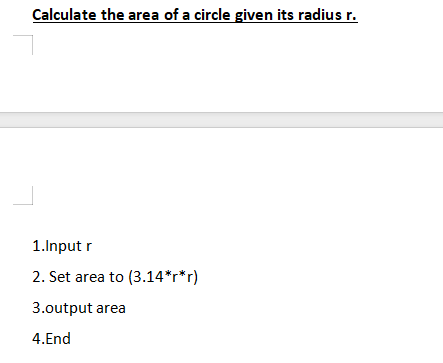 Calculate the area of a circle given its radius r.
1.Input r
2. Set area to (3.14*r*r)
3.output area
4.End